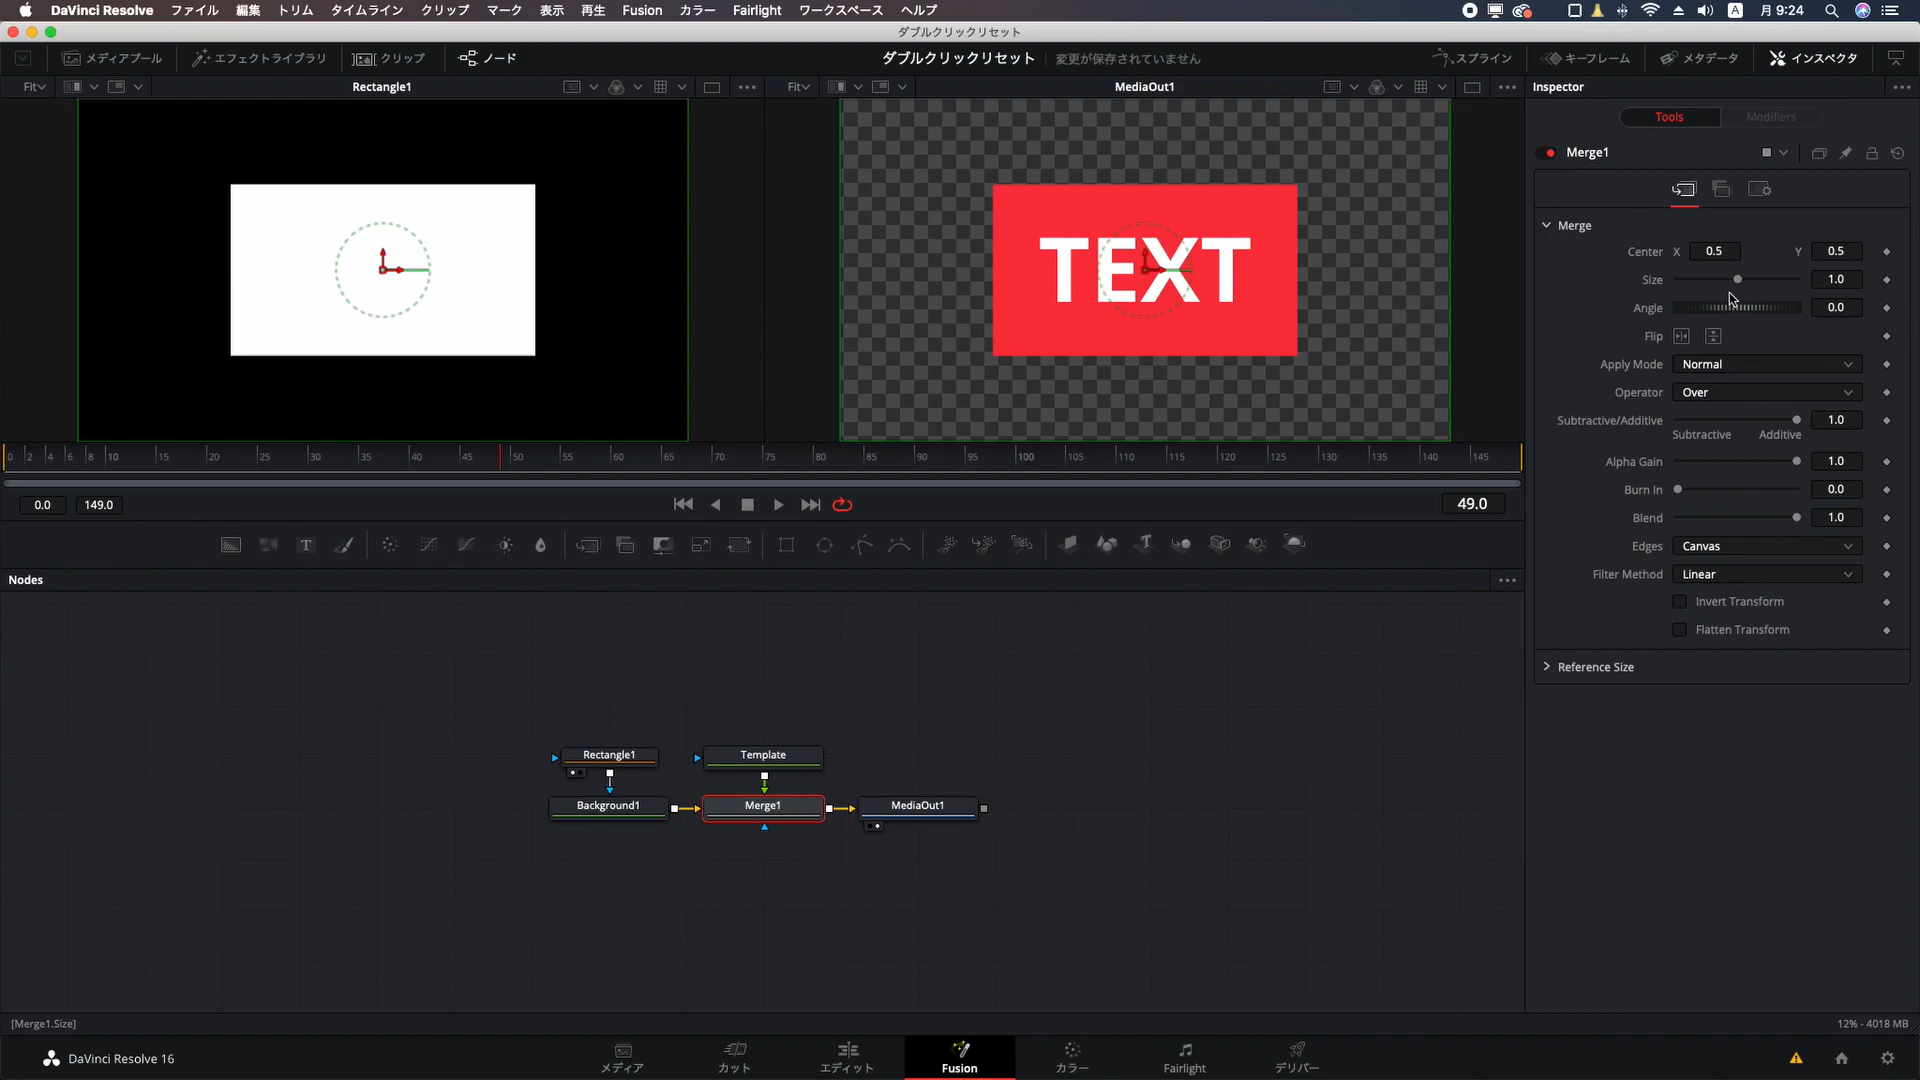 DaVinci Resolve ファイル 編集 トリム タイムライン クリップ マーク 表示 再生 Fusion カラー Fairlight ワークスペース ヘルプ A 月 9:24
ダブルクリックリセット
メディアプール エフェクトライブラリ クリップ ノード ダブルクリックリセット 変更が保存されていません スプライン キーフレーム メタデータ インスペクタ
Fit Rectangle1 Fit MediaOut1 Inspector
Tools Modifiers
Merge1
TEXT
Merge
Center X 0.5 Y 0.5
Size 1.0
Angle 0.0
Flip
Apply Mode Normal
Operator Over
Subtractive/Additive 1.0
Subtractive Additive
Alpha Gain 1.0
Burn In 0.0
Blend 1.0
Edges Canvas
Filter Method Linear
Invert Transform
Flatten Transform
Reference Size
0 2 4 6 8 10 15 20 25 30 35 40 45 50 55 60 65 70 75 80 85 90 95 100 105 110 115 120 125 130 135 140 145
0.0 149.0 49.0
T T
Nodes
Rectangle1 Template
Background1 Merge1 MediaOut1
[Merge1.Size] 12% - 4018 MB
DaVinci Resolve 16 メディア カット エディット Fusion カラー Fairlight デリバー